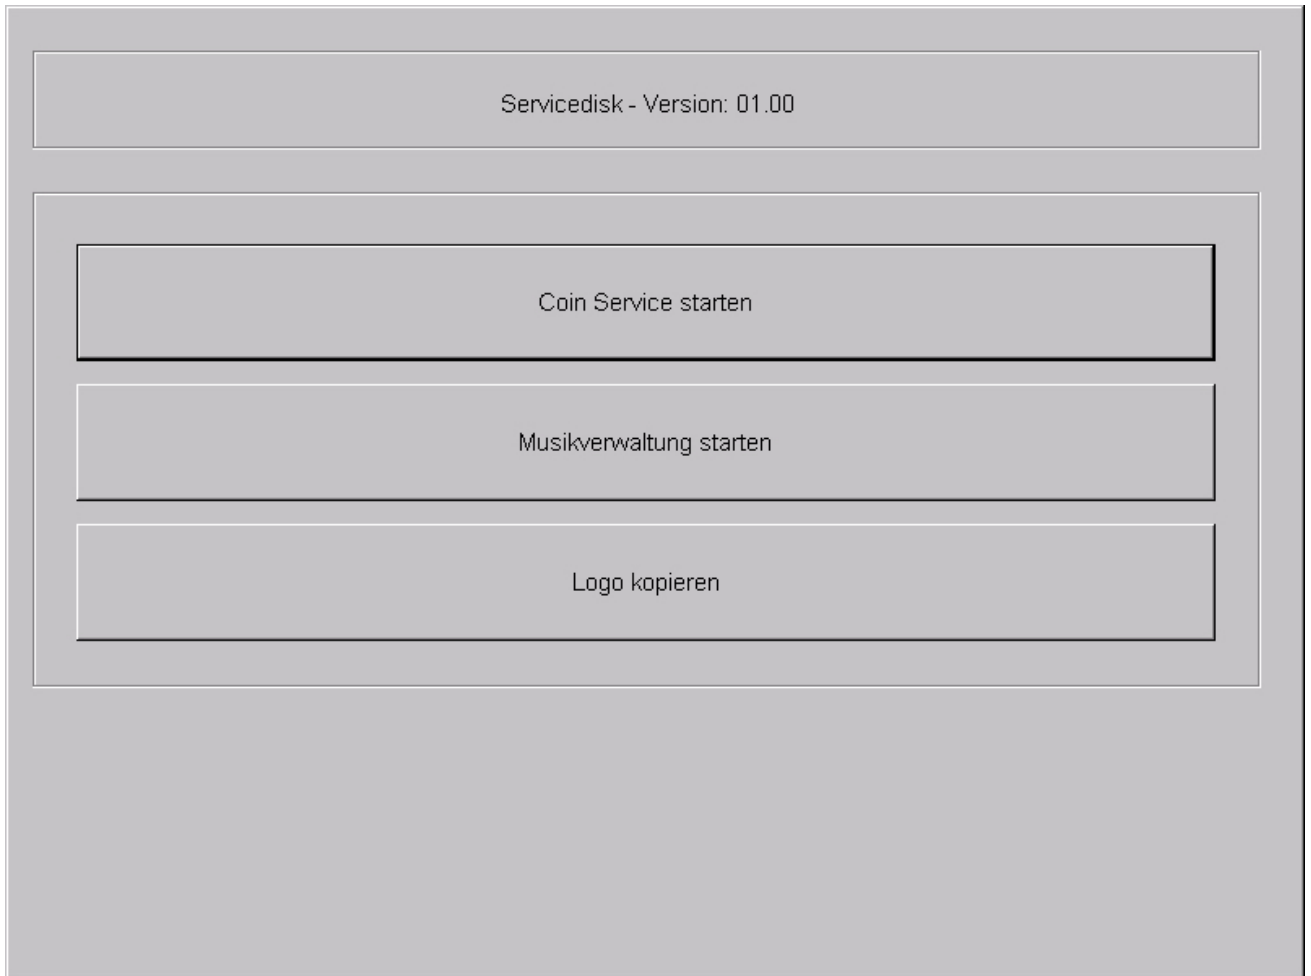 Servicedisk - Version: 01.00
Coin Service starten
Musikverwaltung starten
Logo kopieren